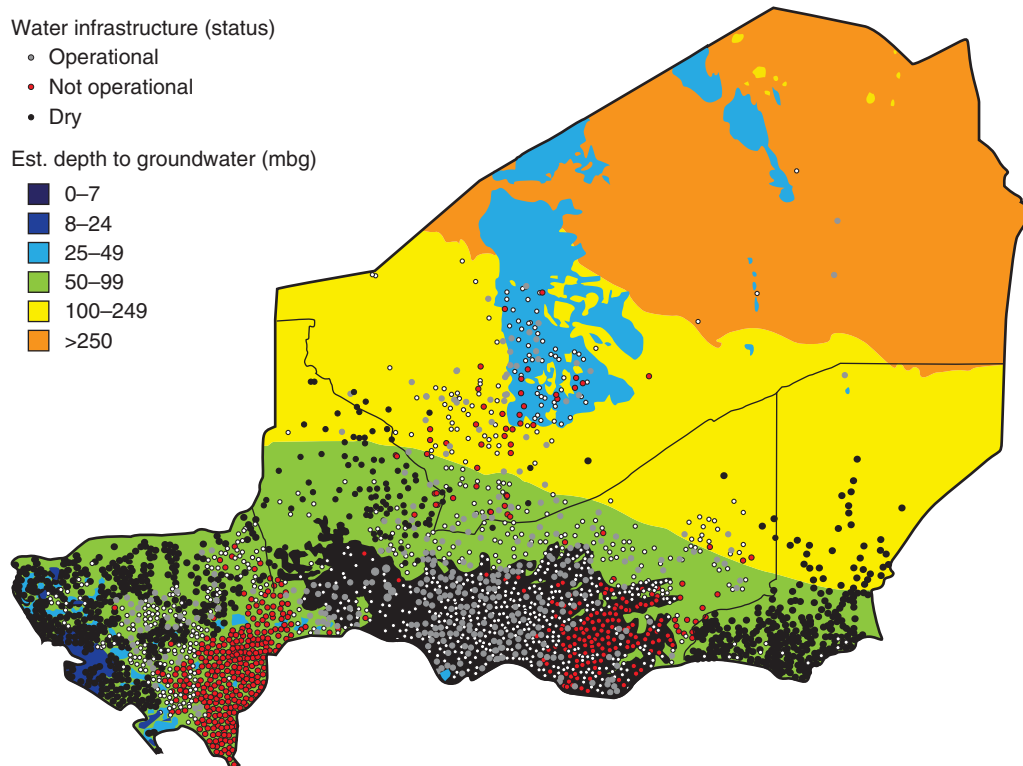 Water infrastructure (status)
Operational
Not operational
Dry
Est. depth to groundwater (mbg)
0–7
8–24
25–49
50–99
100–249
>250